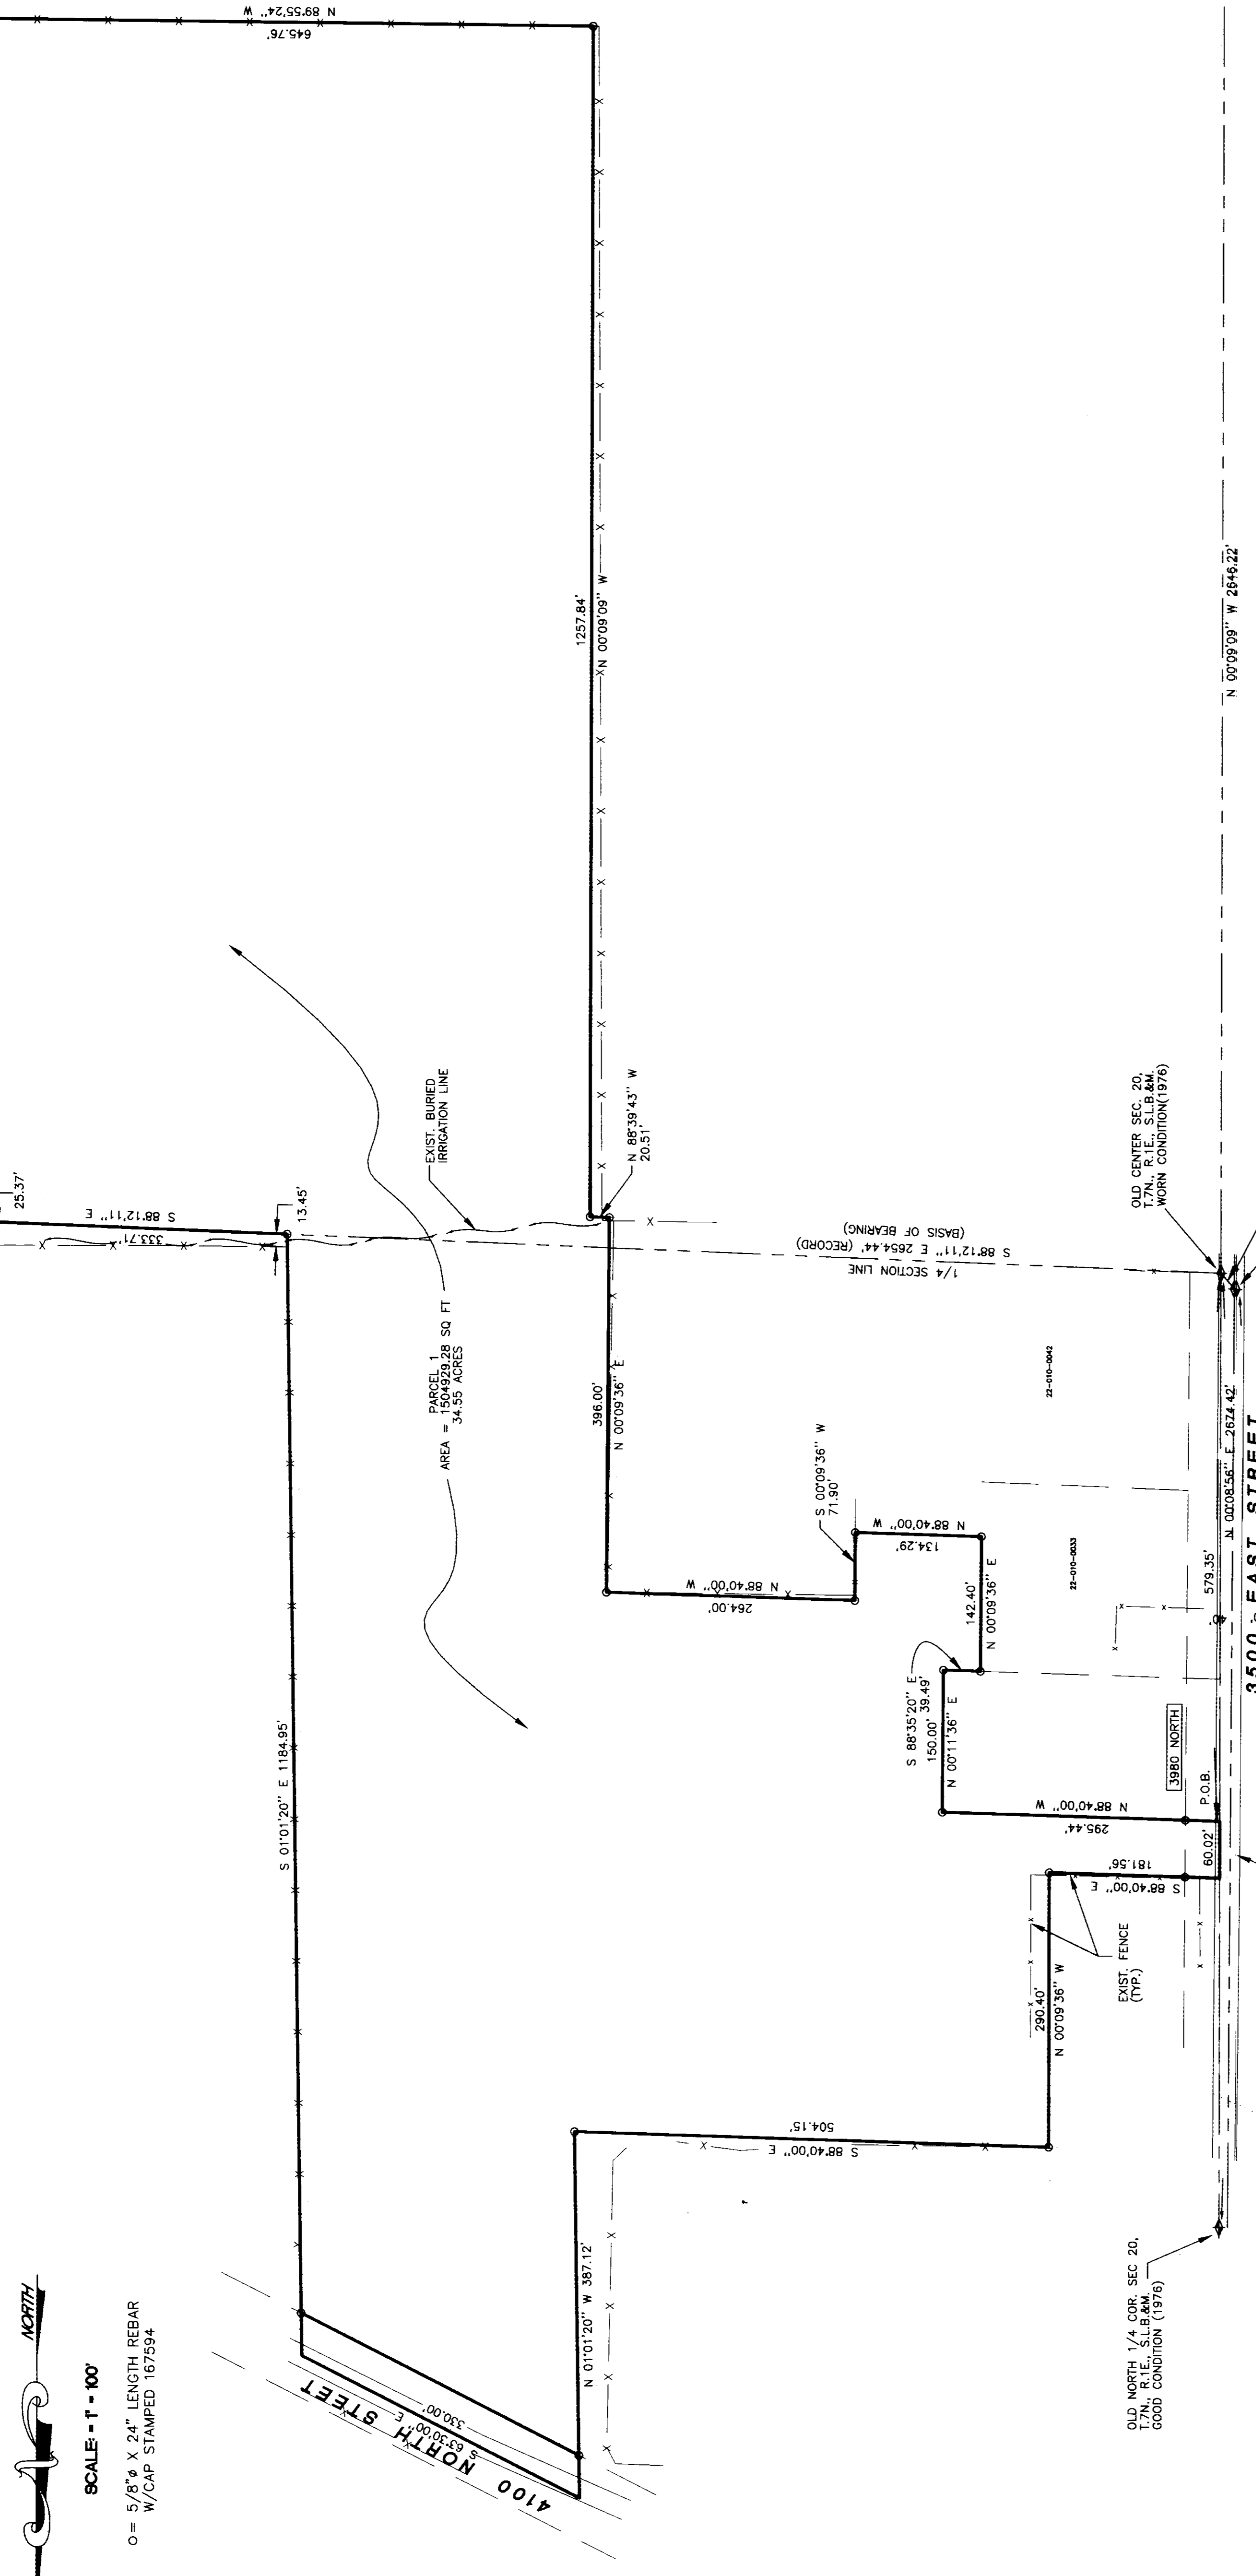 N 89°55'24" W
645.76'
1257.84'
N 00°09'09" W
N 00°09'09" W 2646.22'
25.37'
S 88°12'11" E
333.71'
13.45'
EXIST. BURIED
IRRIGATION LINE
N 88°39'43" W
20.51'
PARCEL 1
AREA = 1504929.28 SQ FT
34.55 ACRES
(BASIS OF BEARING)
S 88°12'11" E 2654.44' (RECORD)
1/4 SECTION LINE
OLD CENTER SEC. 20,
T.7N., R.1E., S.L.B.&M.
WORN CONDITION(1976)
396.00'
N 00°09'36" E
22-010-0042
S 00°09'36" W
71.90'
N 88°40'00" W
134.29'
N 88°40'00" W
264.00'
142.40'
N 00°09'36" E
22-010-0033
579.35'
N 00°08'56" E 2674.42'
40'
3500 EAST STREET
S 88°35'20" E
39.49'
150.00'
N 00°11'36" E
3980 NORTH
P.O.B.
N 88°40'00" W
295.44'
60.02'
181.56'
S 88°40'00" E
S 01°01'20" E 1184.95'
EXIST. FENCE
(TYP.)
290.40'
N 00°09'36" W
504.15'
S 88°40'00" E
N 01°01'20" W 387.12'
330.00'
S 63°30'00" E
4100 NORTH STEET
OLD NORTH 1/4 COR. SEC 20,
T.7N., R.1E., S.L.B.&M.
GOOD CONDITION (1976)
NORTH
SCALE: = 1" = 100'
O= 5/8"ø X 24" LENGTH REBAR
W/CAP STAMPED 167594